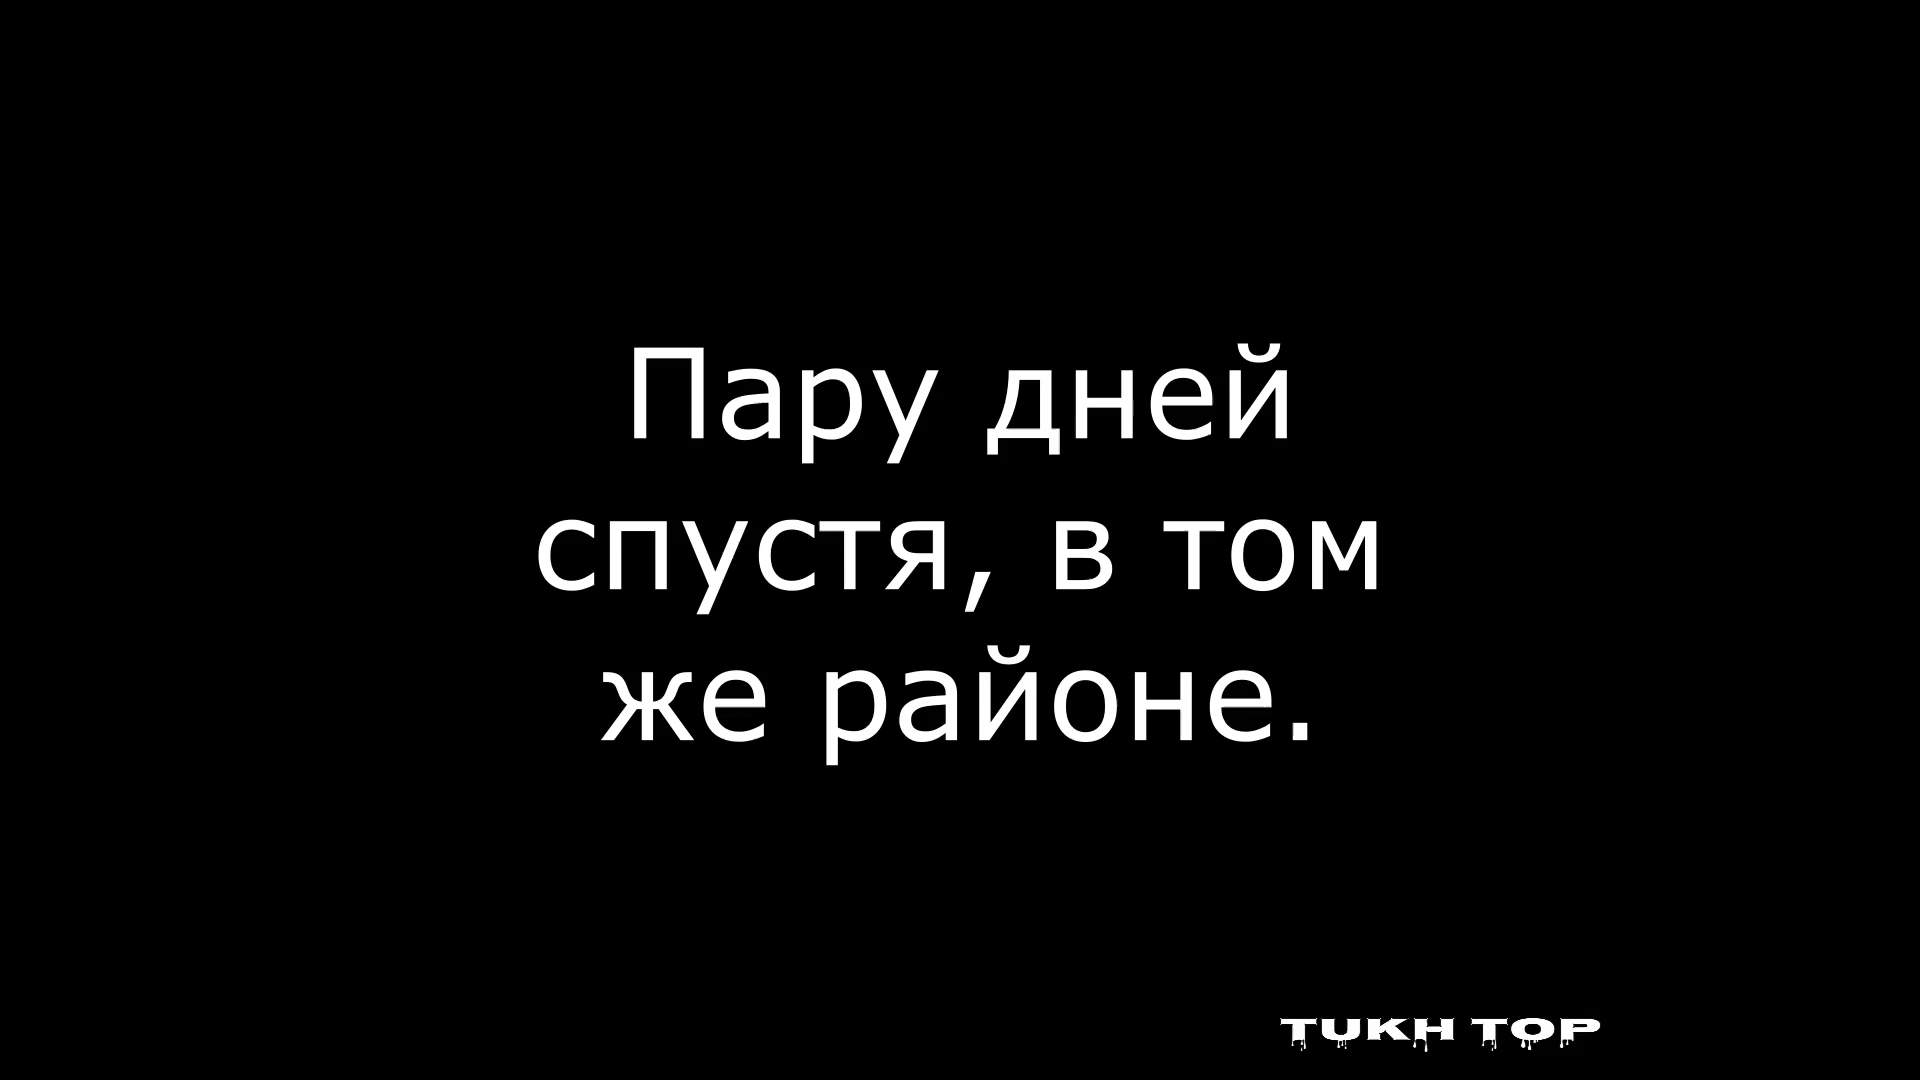 Пару дней
спустя, в том
же районе.
TUKH TOP